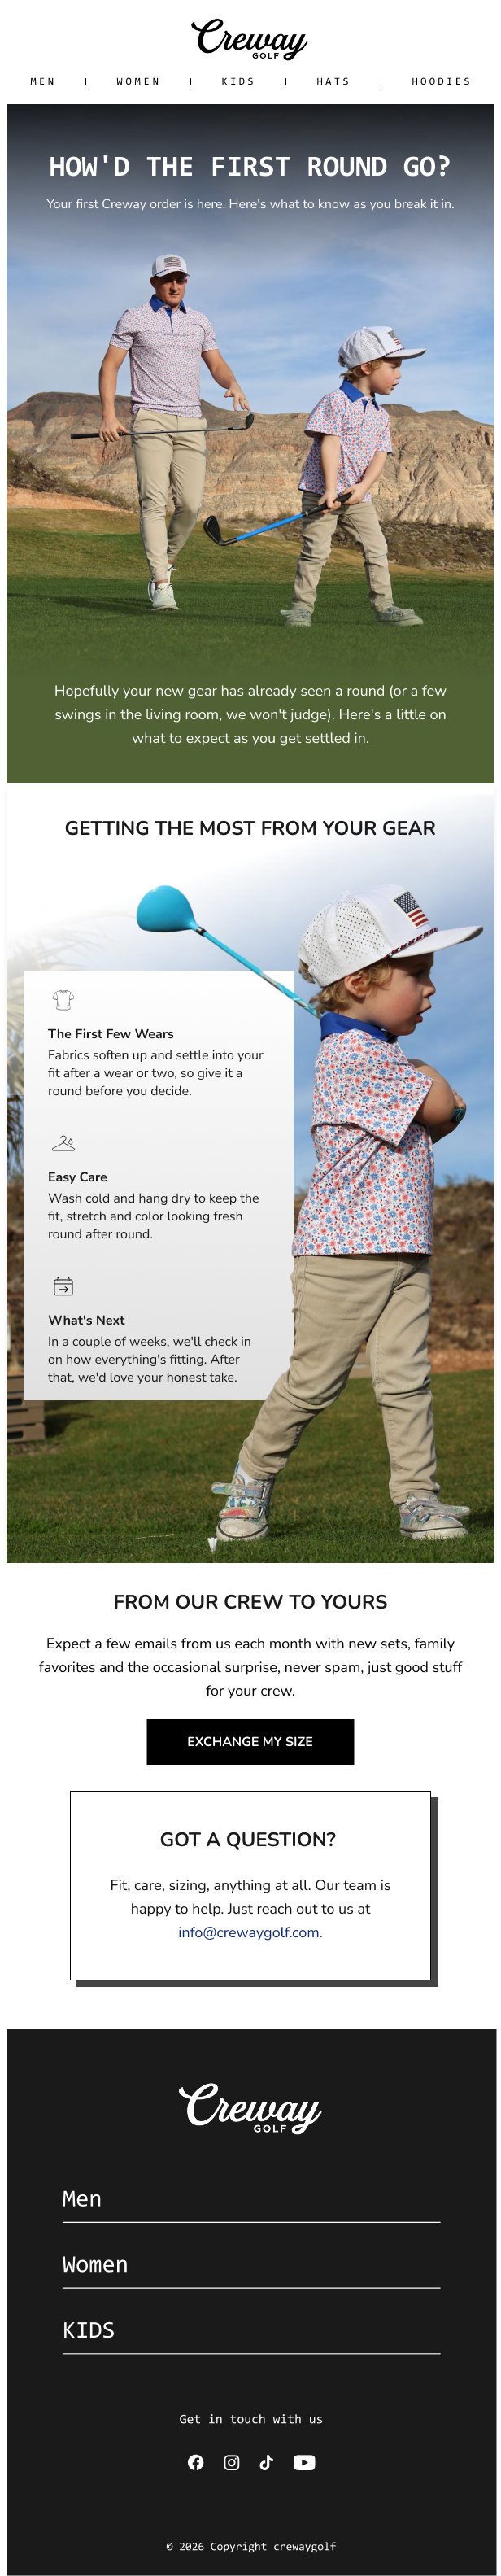 Creway
GOLF
MEN | WOMEN | KIDS | HATS | HOODIES
HOW'D THE FIRST ROUND GO?
Your first Creway order is here. Here's what to know as you break it in.
Hopefully your new gear has already seen a round (or a few
swings in the living room, we won't judge). Here's a little on
what to expect as you get settled in.
GETTING THE MOST FROM YOUR GEAR
The First Few Wears
Fabrics soften up and settle into your
fit after a wear or two, so give it a
round before you decide.
Easy Care
Wash cold and hang dry to keep the
fit, stretch and color looking fresh
round after round.
What's Next
In a couple of weeks, we'll check in
on how everything's fitting. After
that, we'd love your honest take.
FROM OUR CREW TO YOURS
Expect a few emails from us each month with new sets, family
favorites and the occasional surprise, never spam, just good stuff
for your crew.
EXCHANGE MY SIZE
GOT A QUESTION?
Fit, care, sizing, anything at all. Our team is
happy to help. Just reach out to us at
info@crewaygolf.com.
Creway
GOLF
Men
Women
KIDS
Get in touch with us
© 2026 Copyright crewaygolf